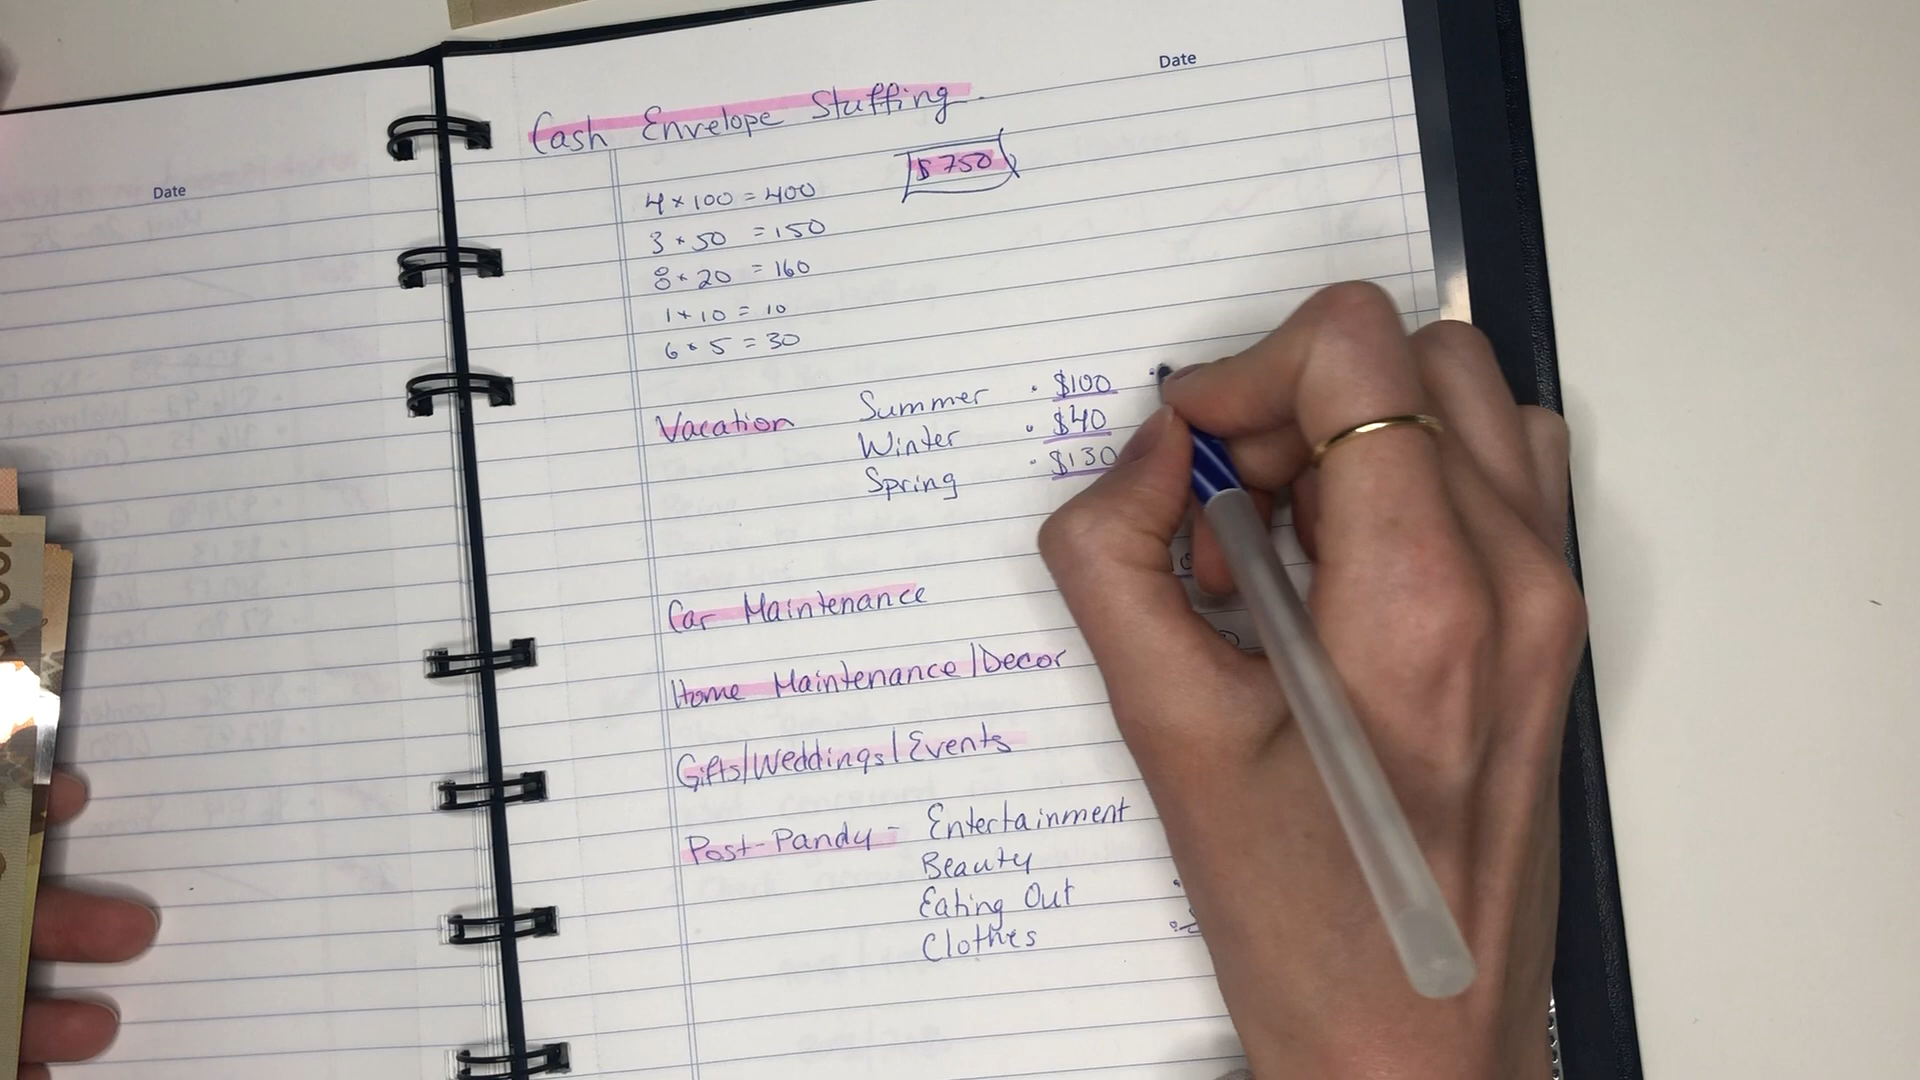 Date
Date
Cash Envelope Stuffing
$750
4 x 100 = 400
3 x 50 = 150
8 x 20 = 160
1 x 10 = 10
6 x 5 = 30
Vacation Summer · $100
Winter · $40
Spring · $130
Car Maintenance
Home Maintenance/Decor
Gifts/Weddings/Events
Post-Pandy - Entertainment
Beauty
Eating Out
Clothes